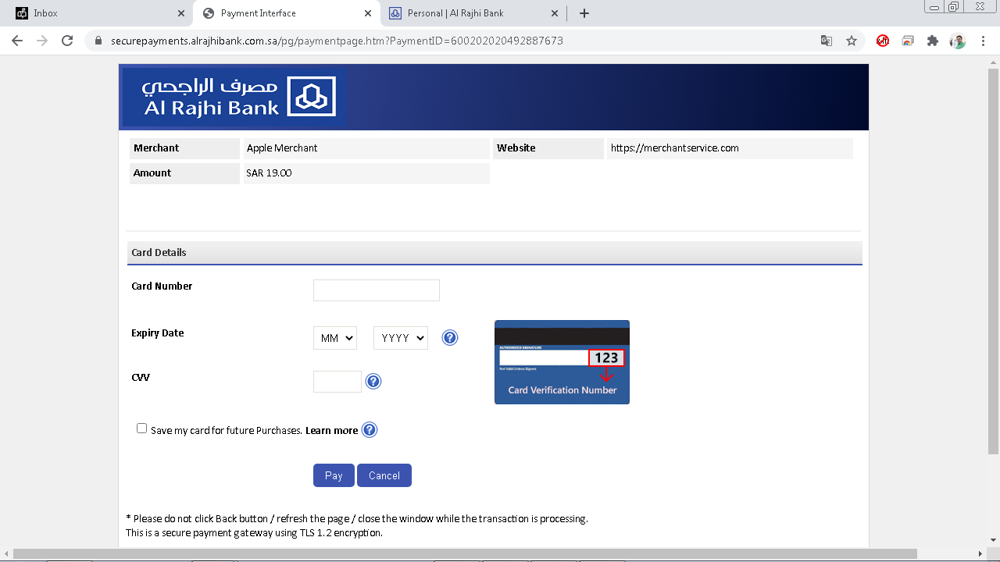 Inbox
Payment Interface
Personal | Al Rajhi Bank
securepayments.alrajhibank.com.sa/pg/paymentpage.htm?PaymentID=600202020492887673
مصرف الراجحي
Al Rajhi Bank
Merchant Apple Merchant Website https://merchantservice.com
Amount SAR 19.00
Card Details
Card Number
Expiry Date MM YYYY ?
AUTHORIZED SIGNATURE
123
Not Valid Unless Signed
Card Verification Number
CVV ?
Save my card for future Purchases. Learn more ?
Pay Cancel
* Please do not click Back button / refresh the page / close the window while the transaction is processing.
This is a secure payment gateway using TLS 1.2 encryption.